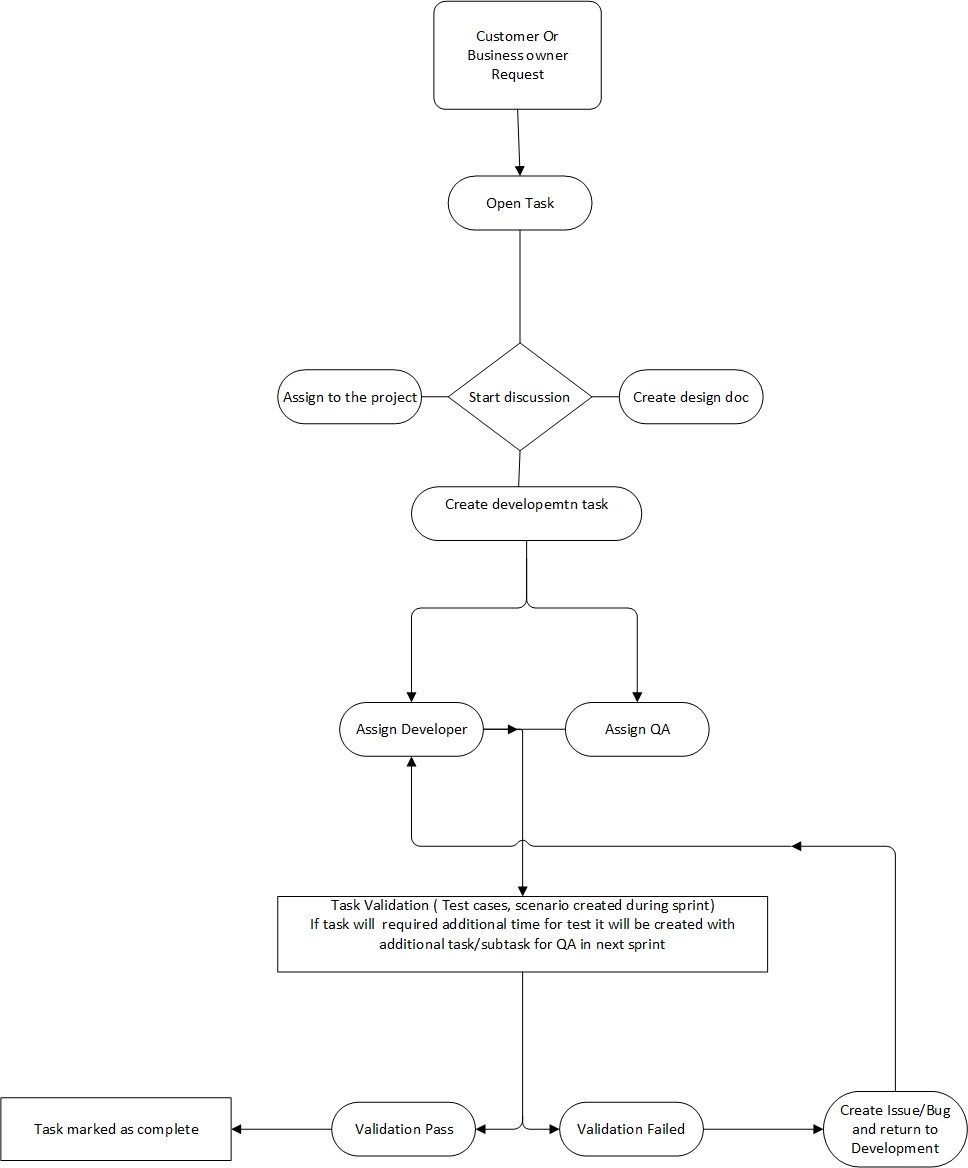 Customer Or
Business owner
Request
Open Task
Assign to the project
Start discussion
Create design doc
Create developemtn task
Assign Developer
Assign QA
Task Validation ( Test cases, scenario created during sprint)
If task will  required additional time for test it will be created with
additional task/subtask for QA in next sprint
Task marked as complete
Validation Pass
Validation Failed
Create Issue/Bug
and return to
Development